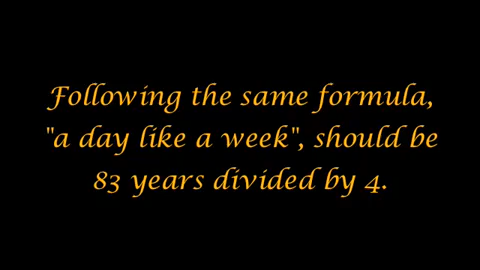 Following the same formula,
"a day like a week", should be
83 years divided by 4.